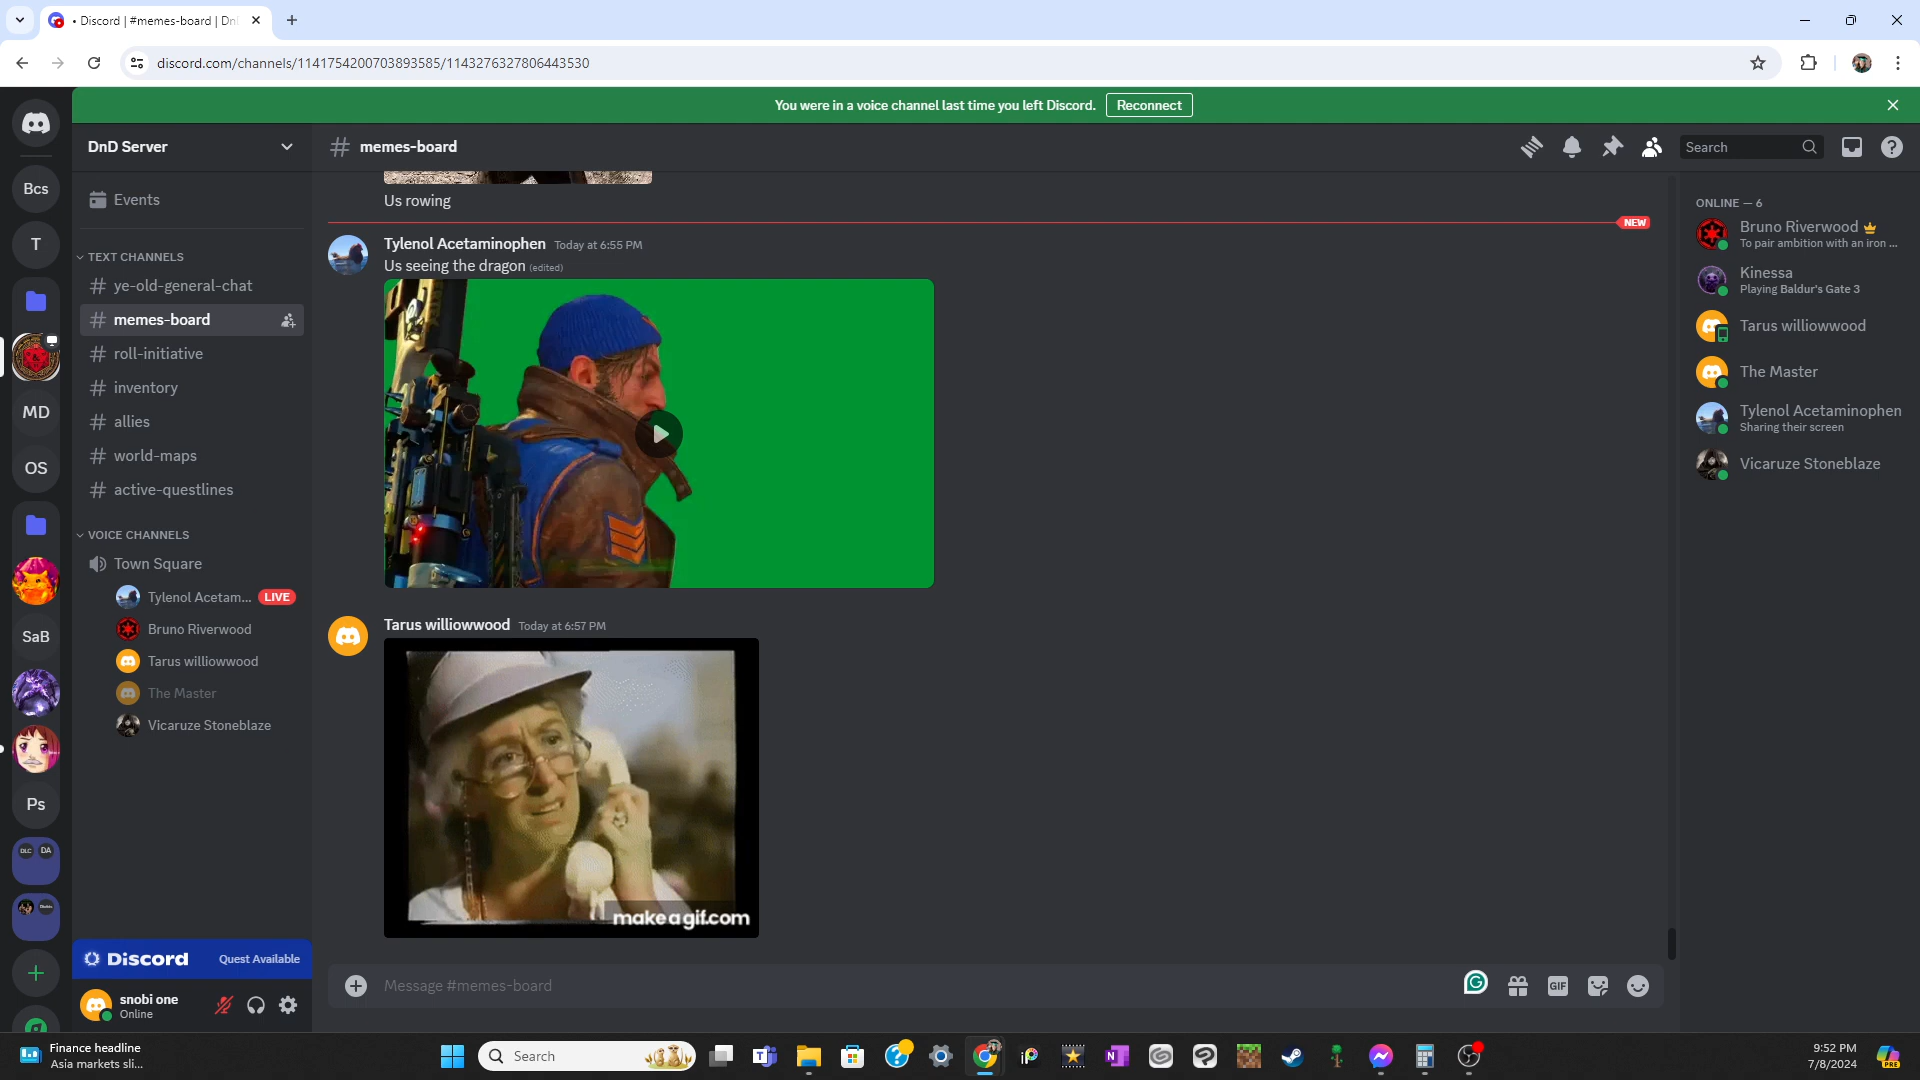 • Discord | #memes-board | Dn
discord.com/channels/1141754200703893585/1143276327806443530
You were in a voice channel last time you left Discord.
Reconnect
DnD Server
memes-board
Search
Bcs
T
MD
OS
SaB
Ps
DLC DA
Events
TEXT CHANNELS
ye-old-general-chat
memes-board
roll-initiative
inventory
allies
world-maps
active-questlines
VOICE CHANNELS
Town Square
Tylenol Acetam... LIVE
Bruno Riverwood
Tarus williowwood
The Master
Vicaruze Stoneblaze
Discord Quest Available
snobi one
Online
Us rowing
NEW
Tylenol Acetaminophen Today at 6:55 PM
Us seeing the dragon (edited)
Tarus williowwood Today at 6:57 PM
makeagif.com
Message #memes-board
GIF
ONLINE — 6
Bruno Riverwood
To pair ambition with an iron ...
Kinessa
Playing Baldur's Gate 3
Tarus williowwood
The Master
Tylenol Acetaminophen
Sharing their screen
Vicaruze Stoneblaze
Finance headline
Asia markets sli...
Search
9:52 PM
7/8/2024
PRE